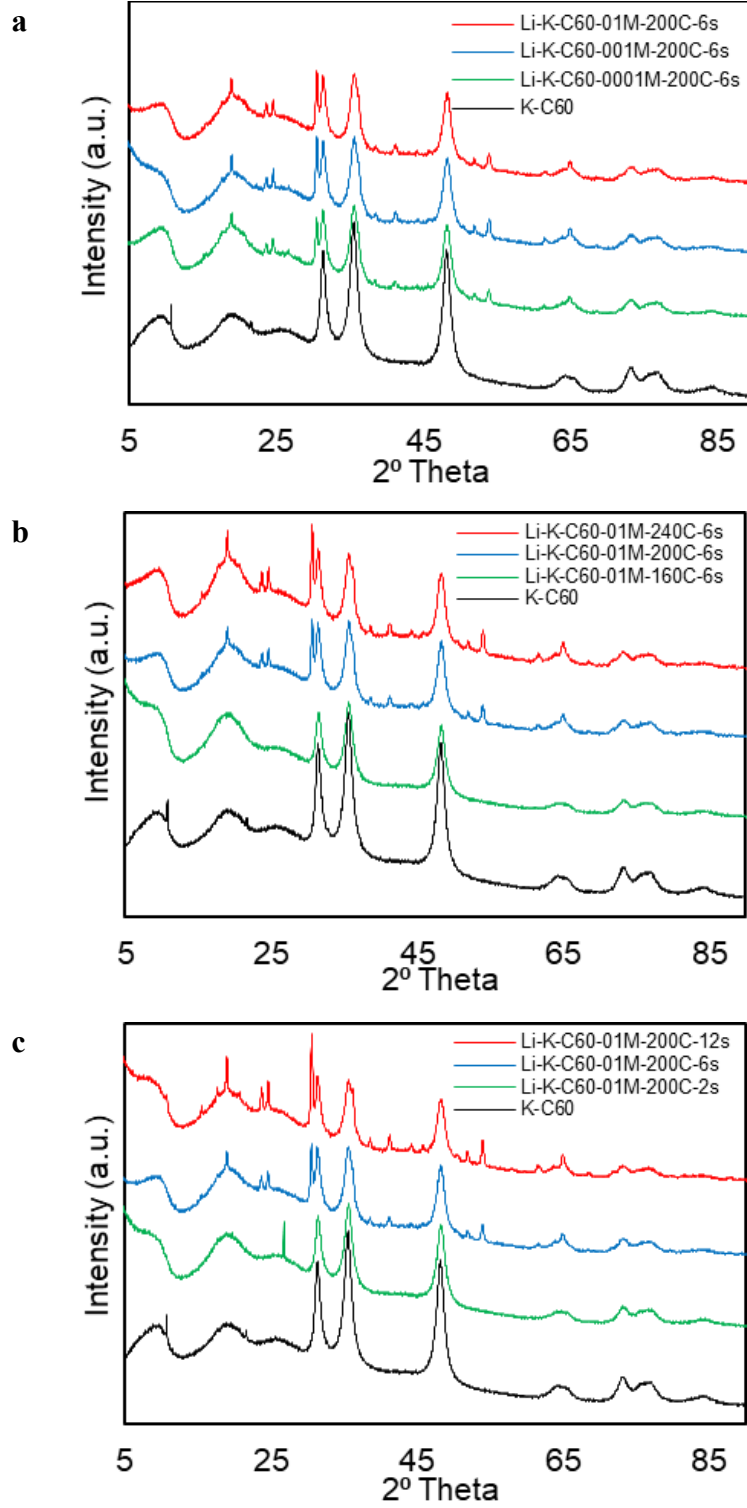 a
Li-K-C60-01M-200C-6s
Li-K-C60-001M-200C-6s
Li-K-C60-0001M-200C-6s
K-C60
Intensity (a.u.)
5 25 45 65 85
2º Theta
b
Li-K-C60-01M-240C-6s
Li-K-C60-01M-200C-6s
Li-K-C60-01M-160C-6s
K-C60
Intensity (a.u.)
5 25 45 65 85
2º Theta
c
Li-K-C60-01M-200C-12s
Li-K-C60-01M-200C-6s
Li-K-C60-01M-200C-2s
K-C60
Intensity (a.u.)
5 25 45 65 85
2º Theta